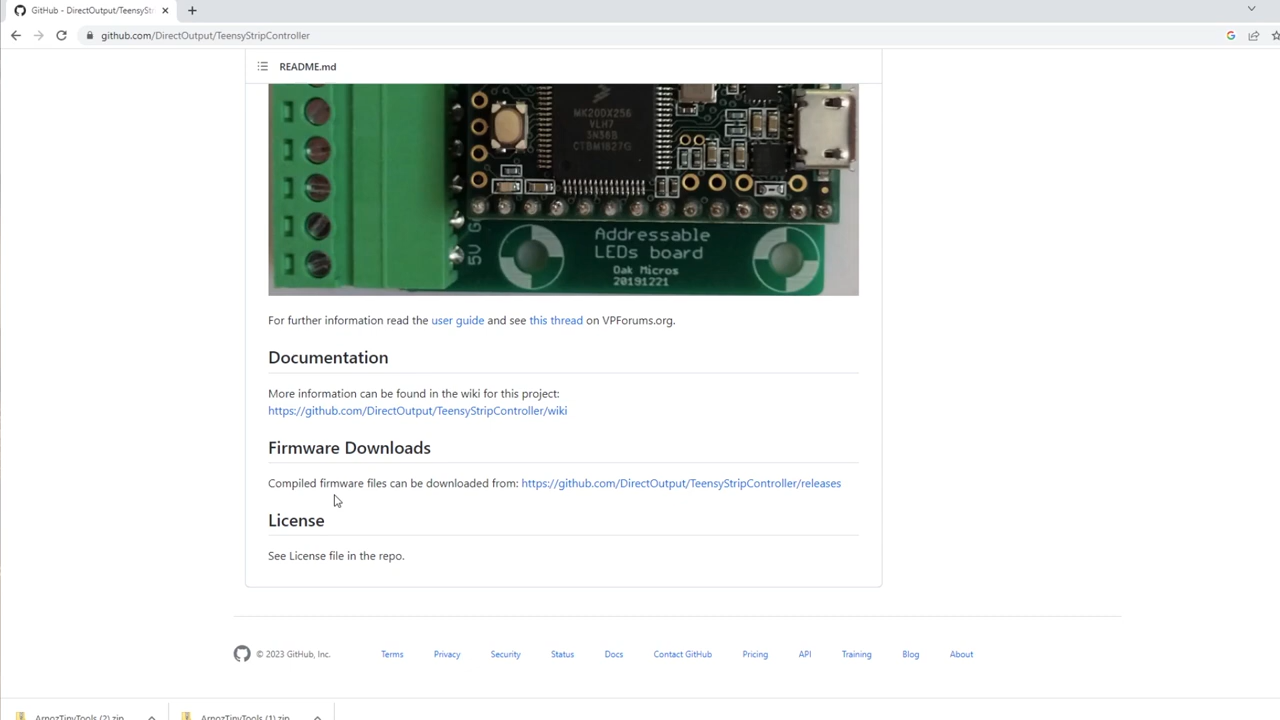 GitHub - DirectOutput/TeensyStr
github.com/DirectOutput/TeensyStripController
README.md
MK20DX256
VLH7
3N36B
CTBM1827G
5V G
Addressable
LEDs board
Oak Micros
20191221
For further information read the user guide and see this thread on VPForums.org.
Documentation
More information can be found in the wiki for this project:
https://github.com/DirectOutput/TeensyStripController/wiki
Firmware Downloads
Compiled firmware files can be downloaded from: https://github.com/DirectOutput/TeensyStripController/releases
License
See License file in the repo.
© 2023 GitHub, Inc. Terms Privacy Security Status Docs Contact GitHub Pricing API Training Blog About
ArnozTinyTools (2).zip ArnozTinyTools (1).zip